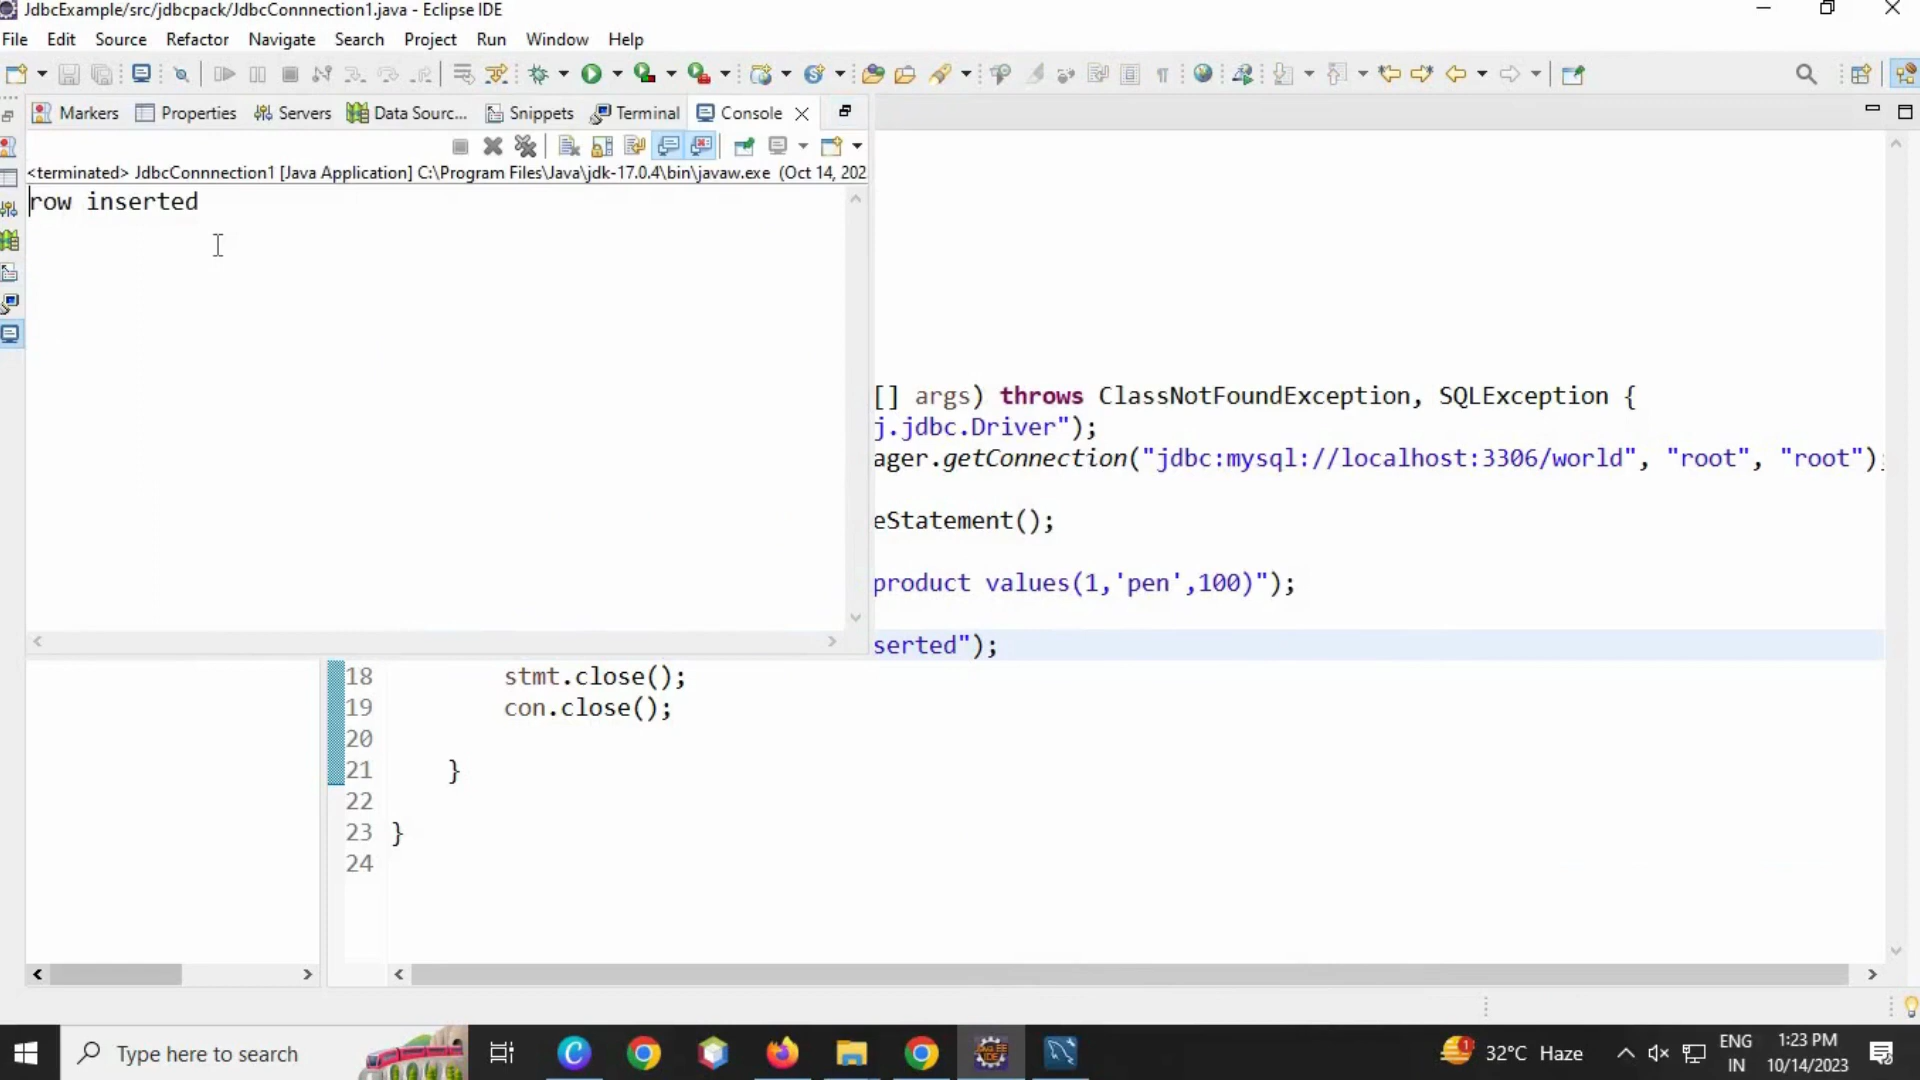 JdbcExample/src/jdbcpack/JdbcConnnection1.java - Eclipse IDE
File Edit Source Refactor Navigate Search Project Run Window Help
Markers Properties Servers Data Sourc... Snippets Terminal Console
<terminated> JdbcConnnection1 [Java Application] C:\Program Files\Java\jdk-17.0.4\bin\javaw.exe (Oct 14, 202
row inserted
[] args) throws ClassNotFoundException, SQLException {
j.jdbc.Driver");
ager.getConnection("jdbc:mysql://localhost:3306/world", "root", "root");
eStatement();
product values(1,'pen',100)");
serted");
18 stmt.close();
19 con.close();
20
21 }
22
23 }
24
Type here to search
32°C Haze
ENG
IN
1:23 PM
10/14/2023